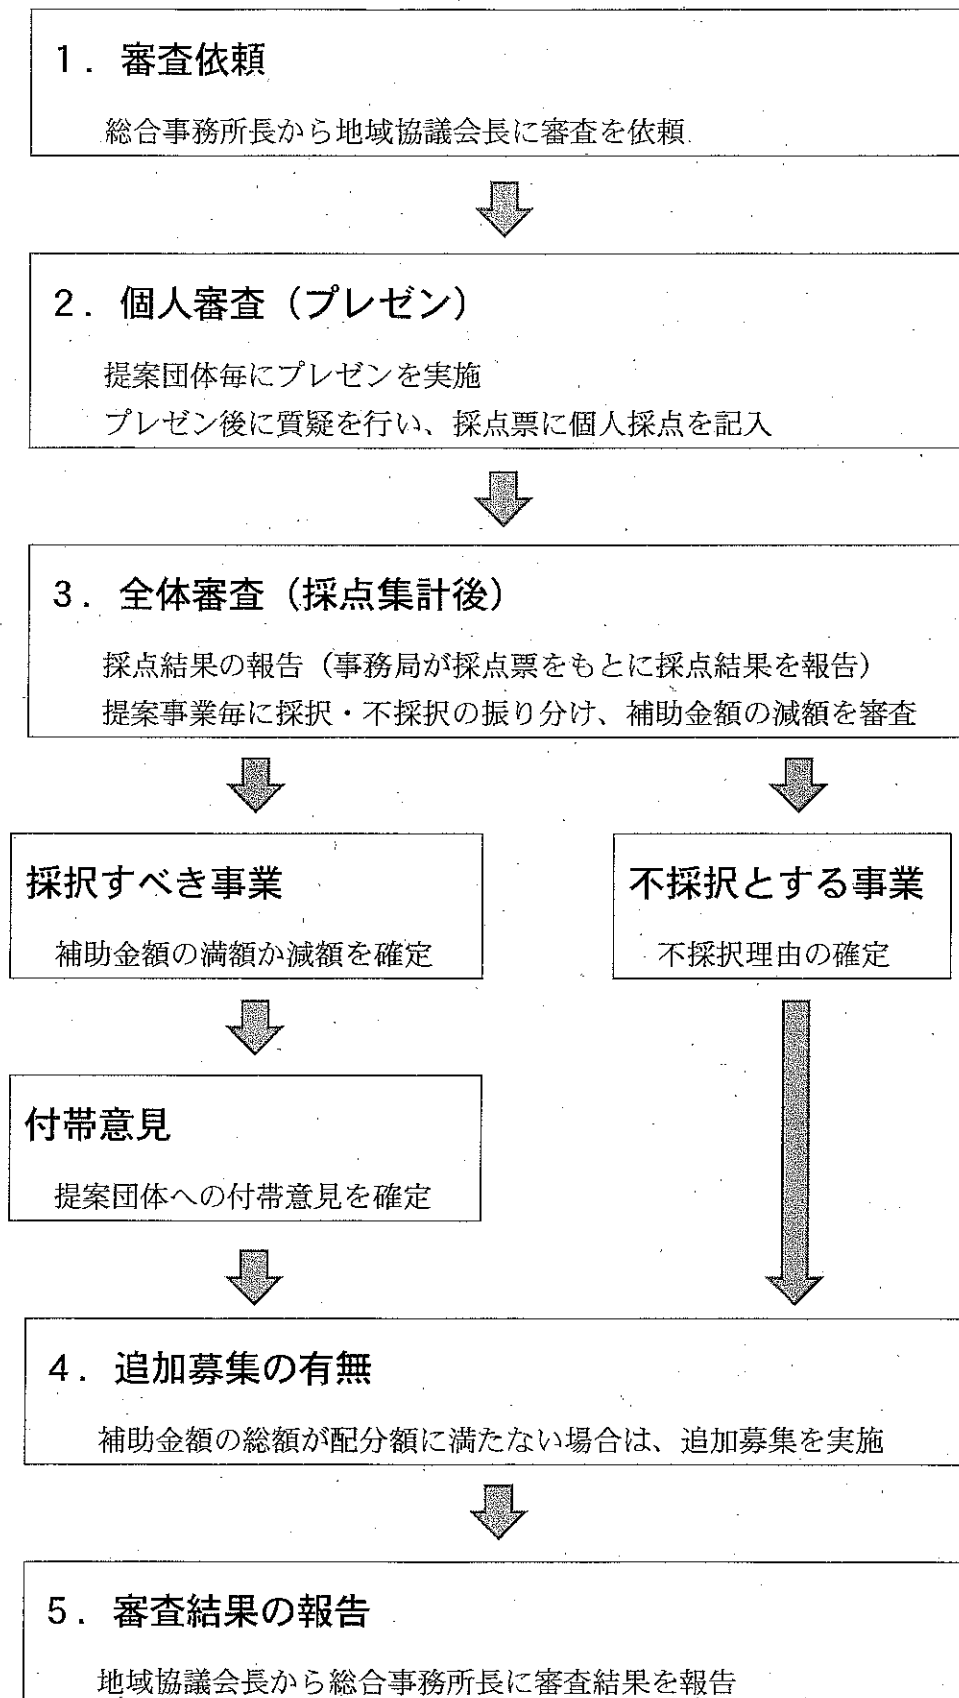 1．審査依頼
総合事務所長から地域協議会長に審査を依頼
2．個人審査（プレゼン）
提案団体毎にプレゼンを実施
プレゼン後に質疑を行い、採点票に個人採点を記入
3．全体審査（採点集計後）
採点結果の報告（事務局が採点票をもとに採点結果を報告）
提案事業毎に採択・不採択の振り分け、補助金額の減額を審査
採択すべき事業
補助金額の満額か減額を確定
不採択とする事業
不採択理由の確定
付帯意見
提案団体への付帯意見を確定
4．追加募集の有無
補助金額の総額が配分額に満たない場合は、追加募集を実施
5．審査結果の報告
地域協議会長から総合事務所長に審査結果を報告